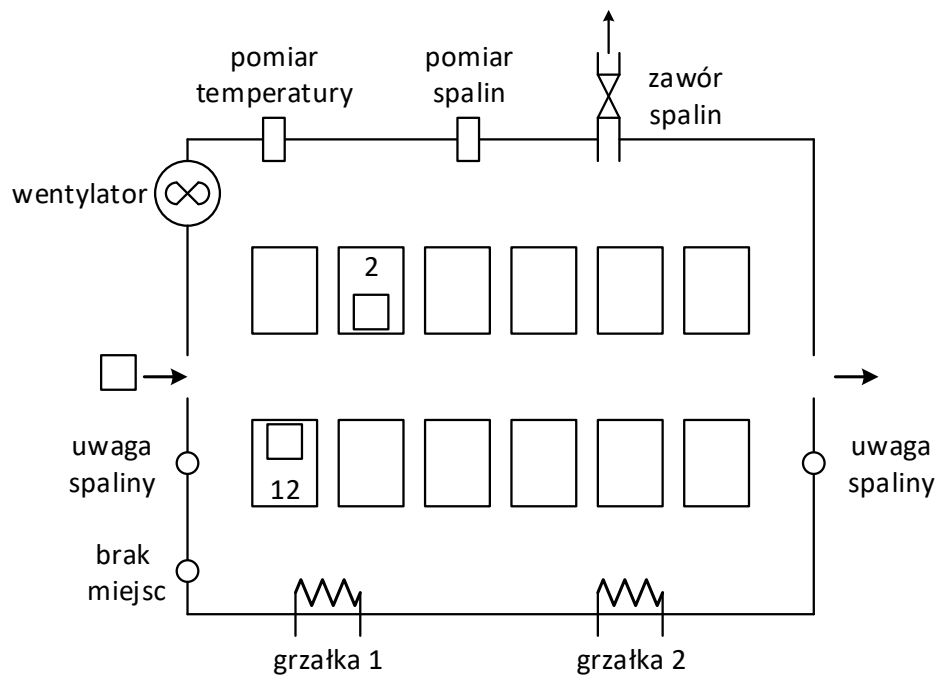 pomiar
temperatury
pomiar
spalin
zawór
spalin
wentylator
2
uwaga
spaliny
12
uwaga
spaliny
brak
miejsc
grzałka 1
grzałka 2